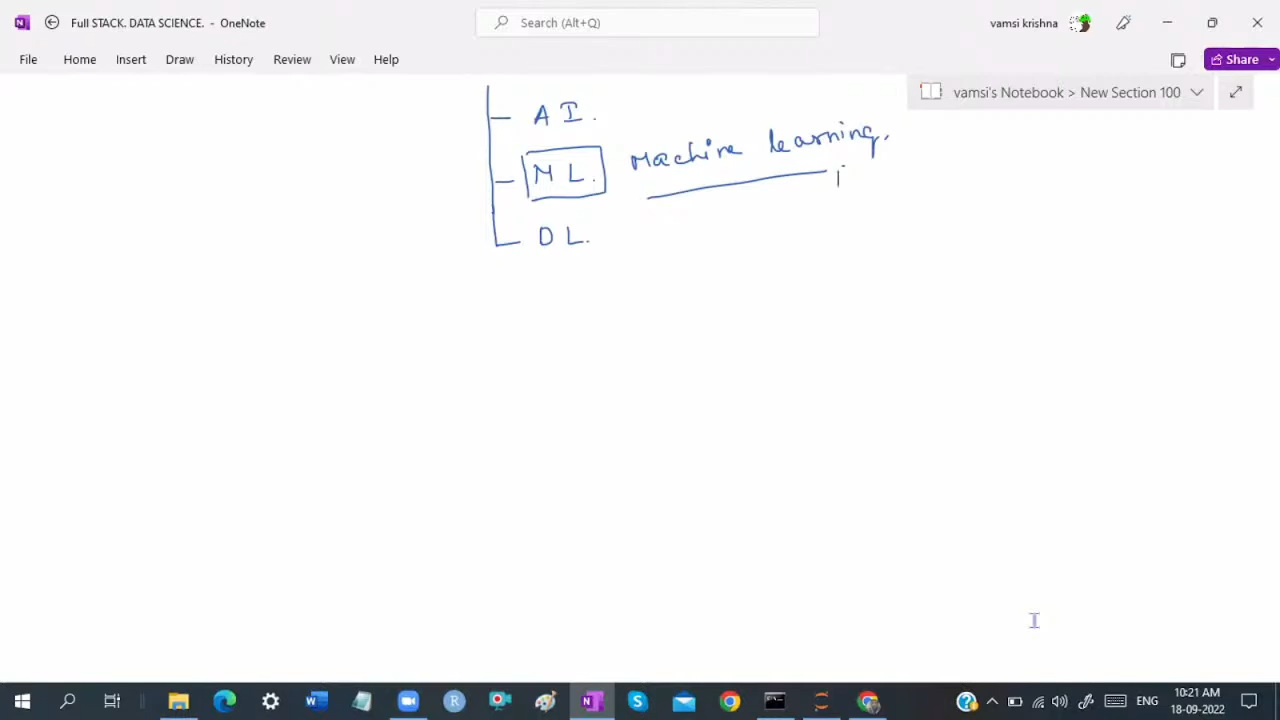 Full STACK. DATA SCIENCE. - OneNote
Search (Alt+Q)
vamsi krishna
File Home Insert Draw History Review View Help
Share
vamsi's Notebook > New Section 100
A I.
M L. Machine learning.
D L.
ENG
10:21 AM
18-09-2022